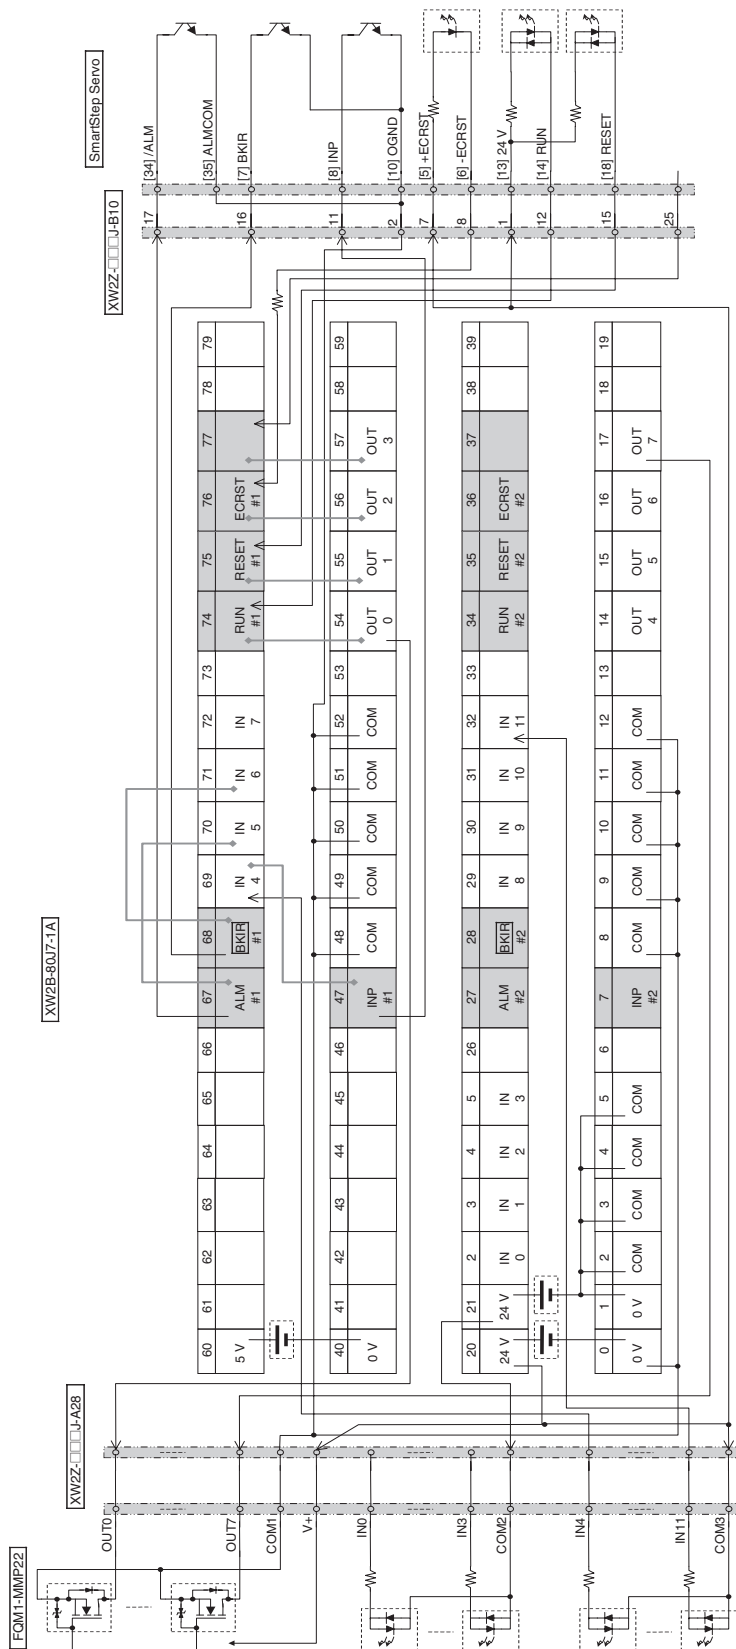 SmartStep Servo
[34] /ALM
[35] ALMCOM
[7] BKIR
[8] INP
[10] OGND
[5] +ECRST
[6] -ECRST
[13] 24 V
[14] RUN
[18] RESET
XW2Z-□□□J-B10
17
16
11
2
7
8
1
12
15
25
XW2B-80J7-1A
60 61 62 63 64 65 66 67 68 69 70 71 72 73 74 75 76 77 78 79
5 V ALM #1 BKIR #1 IN 4 IN 5 IN 6 IN 7 RUN #1 RESET #1 ECRST #1
40 41 42 43 44 45 46 47 48 49 50 51 52 53 54 55 56 57 58 59
0 V INP #1 COM COM COM COM COM OUT 0 OUT 1 OUT 2 OUT 3
20 21 2 3 4 5 26 27 28 29 30 31 32 33 34 35 36 37 38 39
24 V 24 V IN 0 IN 1 IN 2 IN 3 ALM #2 BKIR #2 IN 8 IN 9 IN 10 IN 11 RUN #2 RESET #2 ECRST #2
0 1 2 3 4 5 6 7 8 9 10 11 12 13 14 15 16 17 18 19
0 V 0 V COM COM COM COM INP #2 COM COM COM COM COM OUT 4 OUT 5 OUT 6 OUT 7
XW2Z-□□□J-A28
FQM1-MMP22
OUT0
OUT7
COM1
V+
IN0
IN3
COM2
IN4
IN11
COM3